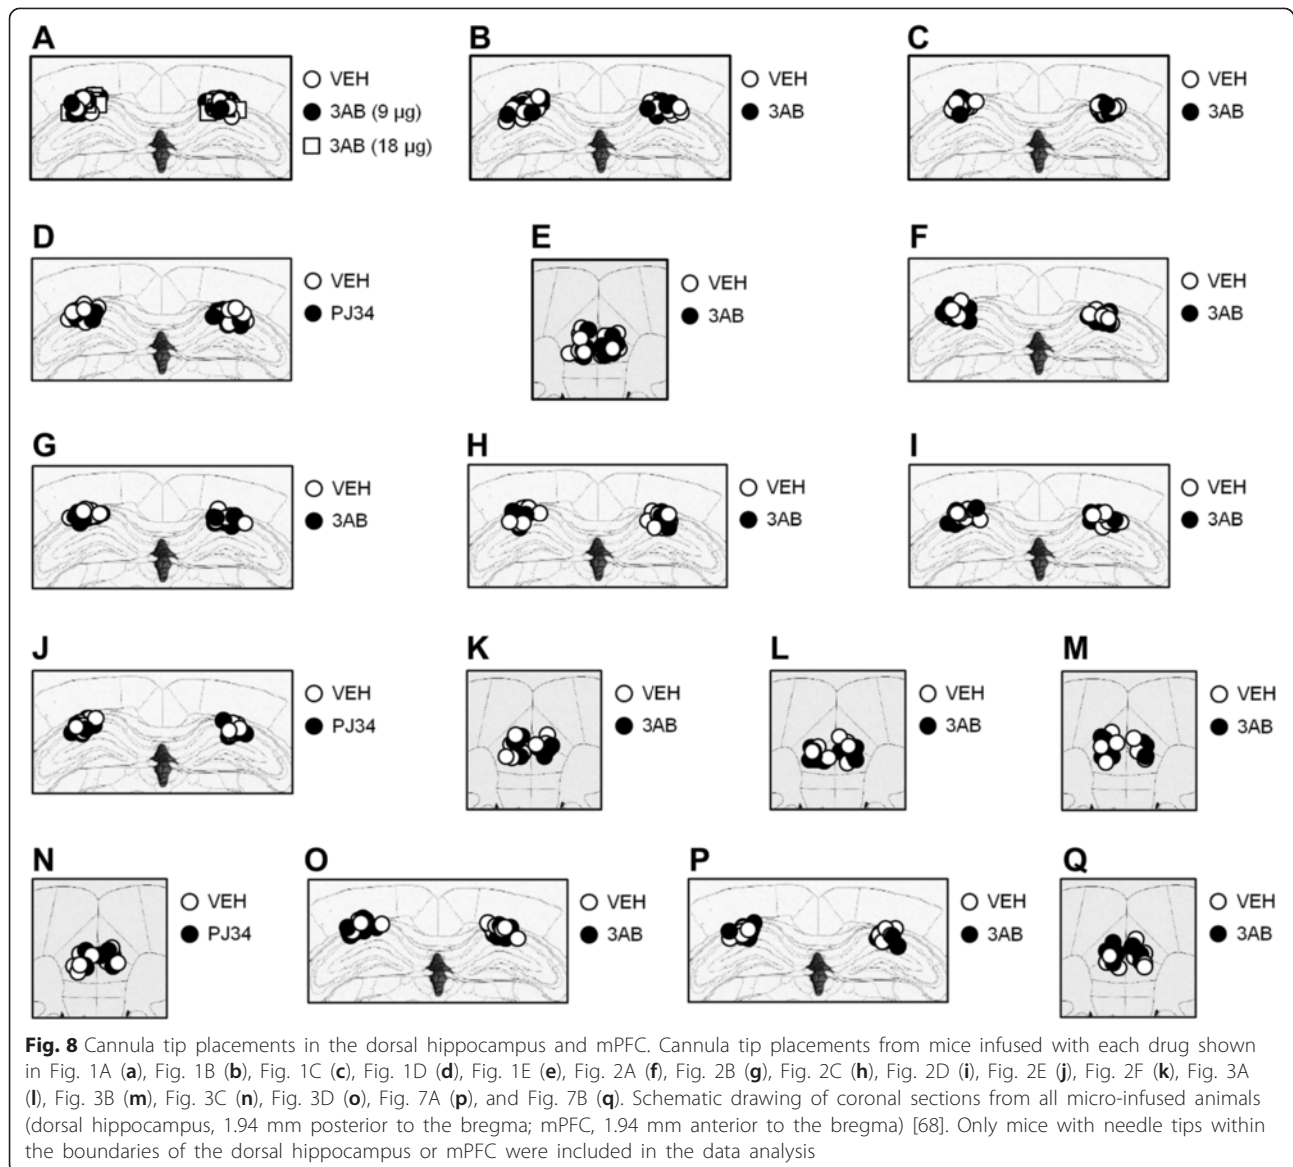 A
VEH
3AB (9 µg)
3AB (18 µg)
B
VEH
3AB
C
VEH
3AB
D
VEH
PJ34
E
VEH
3AB
F
VEH
3AB
G
VEH
3AB
H
VEH
3AB
I
VEH
3AB
J
VEH
PJ34
K
VEH
3AB
L
VEH
3AB
M
VEH
3AB
N
VEH
PJ34
O
VEH
3AB
P
VEH
3AB
Q
VEH
3AB
Fig. 8 Cannula tip placements in the dorsal hippocampus and mPFC. Cannula tip placements from mice infused with each drug shown
in Fig. 1A (a), Fig. 1B (b), Fig. 1C (c), Fig. 1D (d), Fig. 1E (e), Fig. 2A (f), Fig. 2B (g), Fig. 2C (h), Fig. 2D (i), Fig. 2E (j), Fig. 2F (k), Fig. 3A
(l), Fig. 3B (m), Fig. 3C (n), Fig. 3D (o), Fig. 7A (p), and Fig. 7B (q). Schematic drawing of coronal sections from all micro-infused animals
(dorsal hippocampus, 1.94 mm posterior to the bregma; mPFC, 1.94 mm anterior to the bregma) [68]. Only mice with needle tips within
the boundaries of the dorsal hippocampus or mPFC were included in the data analysis